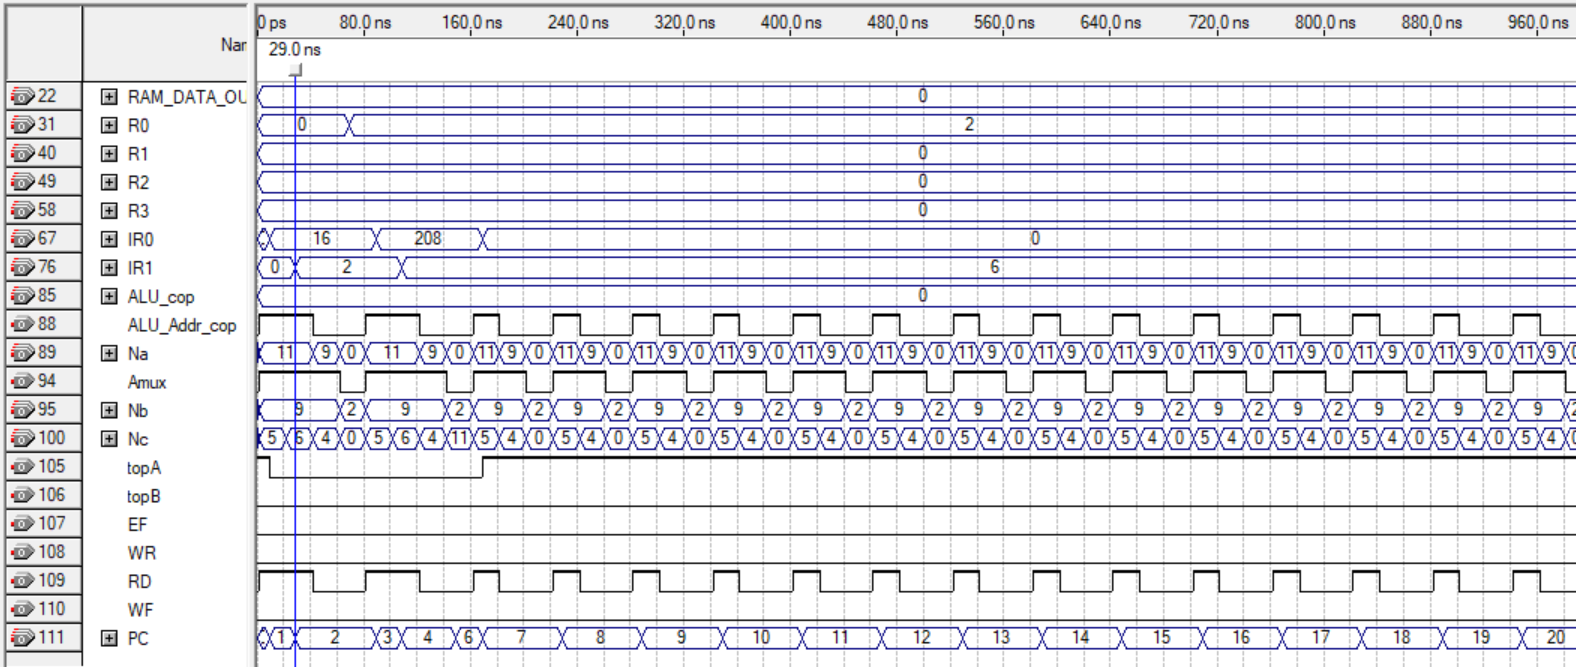 0 ps 80.0 ns 160.0 ns 240.0 ns 320.0 ns 400.0 ns 480.0 ns 560.0 ns 640.0 ns 720.0 ns 800.0 ns 880.0 ns 960.0 ns
Nar
29.0 ns
22 RAM_DATA_OU 0
31 R0 0 2
40 R1 0
49 R2 0
58 R3 0
67 IR0 16 208 0
76 IR1 0 2 6
85 ALU_cop 0
88 ALU_Addr_cop
89 Na 11 9 0 11 9 0 11 9 0 11 9 0 11 9 0 11 9 0 11 9 0 11 9 0 11 9 0 11 9 0 11 9 0 11 9 0 11 9 0 11 9 0 11 9 0 11 9 0
94 Amux
95 Nb 9 2 9 2 9 2 9 2 9 2 9 2 9 2 9 2 9 2 9 2 9 2 9 2 9 2 9 2 9 2 9 2
100 Nc 5 6 4 0 5 6 4 11 5 4 0 5 4 0 5 4 0 5 4 0 5 4 0 5 4 0 5 4 0 5 4 0 5 4 0 5 4 0 5 4 0 5 4 0 5 4 0 5 4 0
105 topA
106 topB
107 EF
108 WR
109 RD
110 WF
111 PC 1 2 3 4 6 7 8 9 10 11 12 13 14 15 16 17 18 19 20